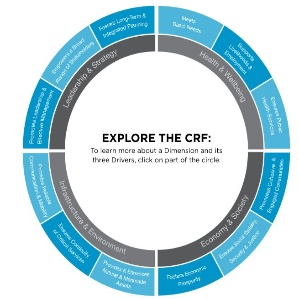 EXPLORE THE CRF:
To learn more about a Dimension and its
three Drivers, click on part of the circle.
Leadership & Strategy
Health & Wellbeing
Economy & Society
Infrastructure & Environment
Meets
Basic Needs
Supports
Livelihoods &
Employment
Ensures Public
Health Services
Promotes Cohesive &
Engaged Communities
Ensures Social Stability,
Security & Justice
Fosters Economic
Prosperity
Provides & Enhances
Natural & Manmade
Assets
Ensures Continuity
of Critical Services
Provides Reliable
Communications & Mobility
Promotes Leadership &
Effective Management
Empowers a Broad
Range of Stakeholders
Fosters Long-Term &
Integrated Planning